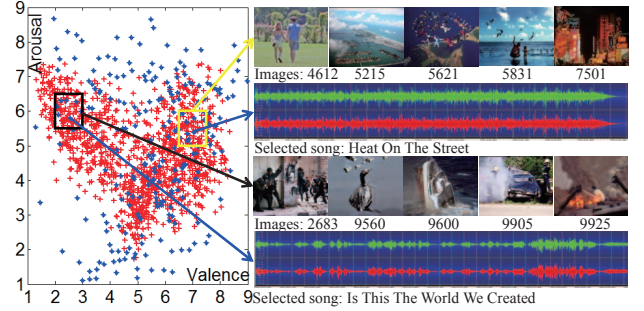 9
8
7
6
5
4
3
2
1
Arousal
Valence
1 2 3 4 5 6 7 8 9
Images: 4612 5215 5621 5831 7501
Selected song: Heat On The Street
Images: 2683 9560 9600 9905 9925
Selected song: Is This The World We Created